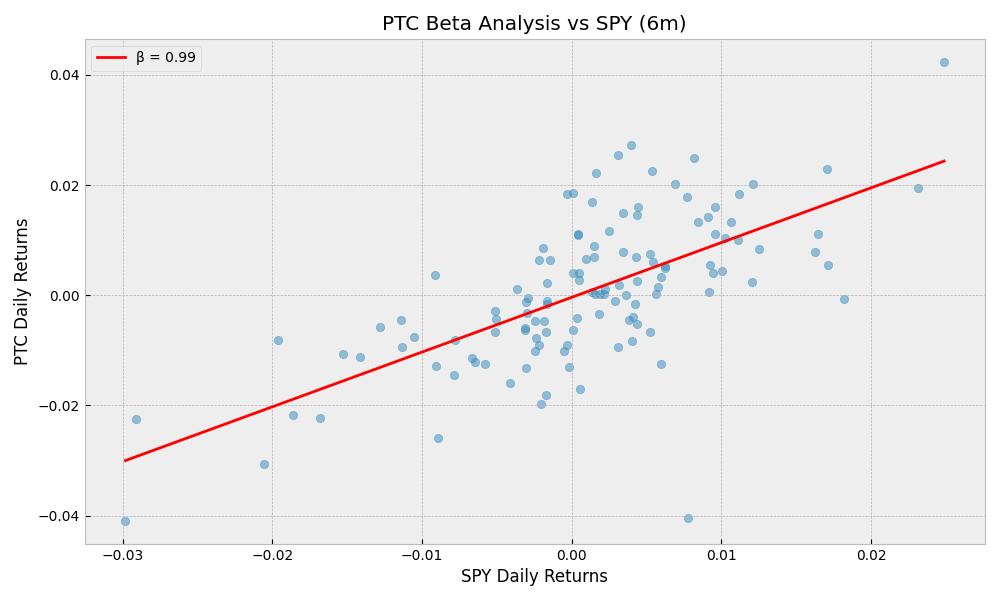 PTC Beta Analysis vs SPY (6m)
β = 0.99
PTC Daily Returns
0.04
0.02
0.00
−0.02
−0.04
−0.03
−0.02
−0.01
0.00
0.01
0.02
SPY Daily Returns